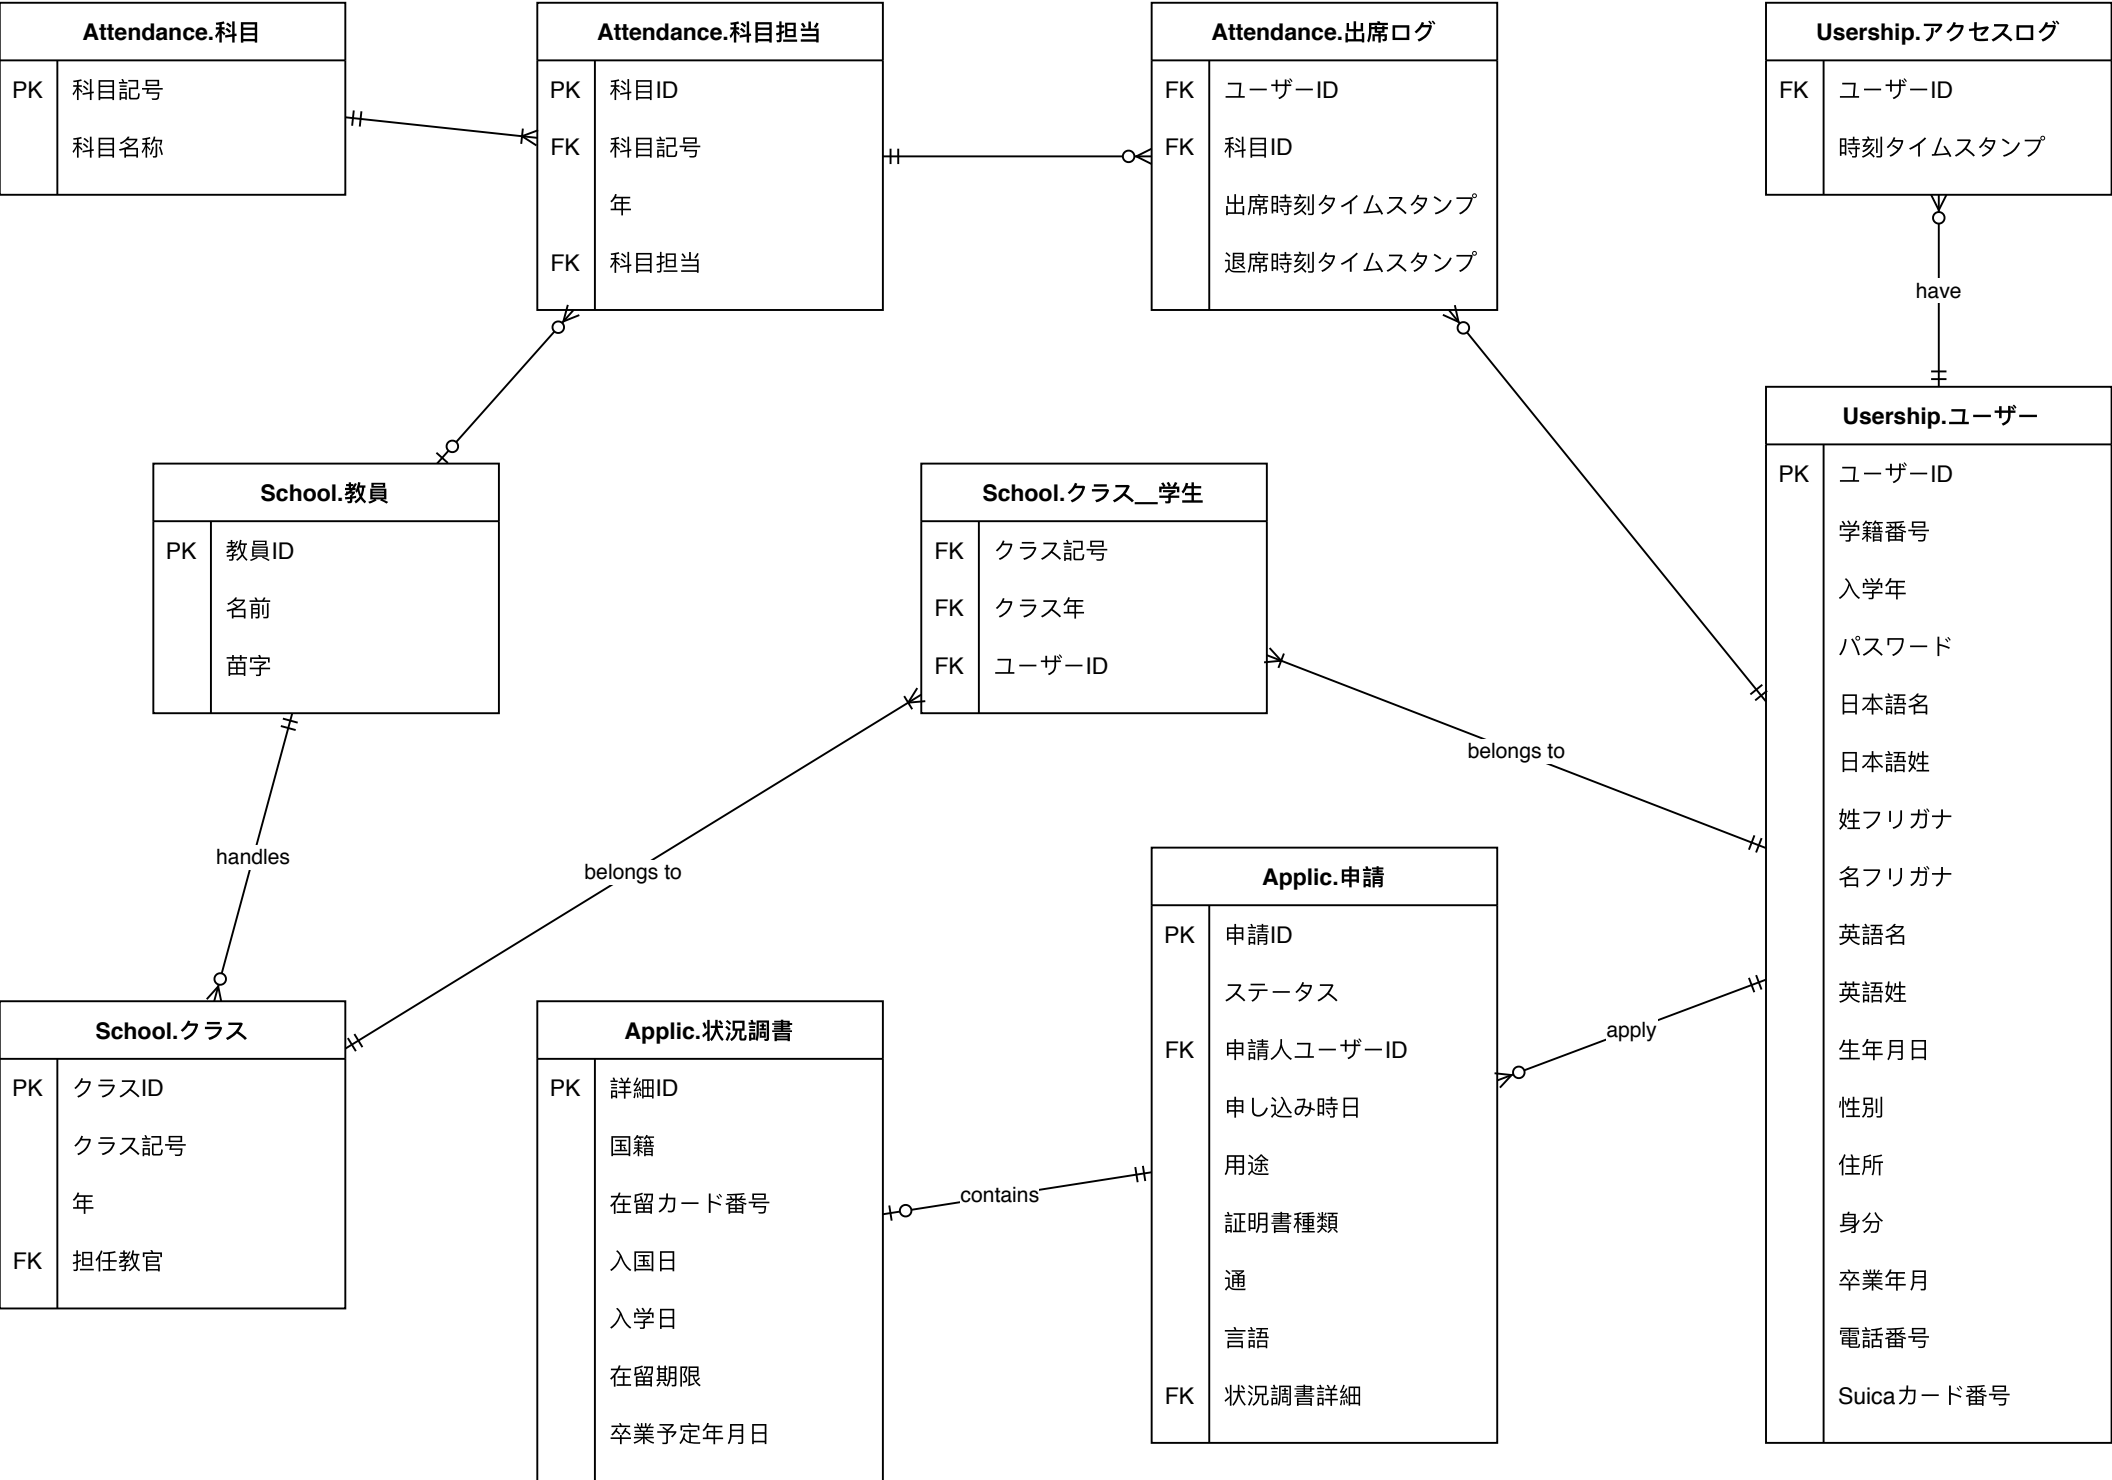 Attendance.科目
PK 科目記号
科目名称
Attendance.科目担当
PK 科目ID
FK 科目記号
年
FK 科目担当
Attendance.出席ログ
FK ユーザーID
FK 科目ID
出席時刻タイムスタンプ
退席時刻タイムスタンプ
Usership.アクセスログ
FK ユーザーID
時刻タイムスタンプ
have
Usership.ユーザー
PK ユーザーID
学籍番号
入学年
パスワード
日本語名
日本語姓
姓フリガナ
名フリガナ
英語名
英語姓
生年月日
性別
住所
身分
卒業年月
電話番号
Suicaカード番号
School.教員
PK 教員ID
名前
苗字
School.クラス__学生
FK クラス記号
FK クラス年
FK ユーザーID
belongs to
handles
belongs to
School.クラス
PK クラスID
クラス記号
年
FK 担任教官
Applic.状況調書
PK 詳細ID
国籍
在留カード番号
入国日
入学日
在留期限
卒業予定年月日
contains
Applic.申請
PK 申請ID
ステータス
FK 申請人ユーザーID
申し込み時日
用途
証明書種類
通
言語
FK 状況調書詳細
apply